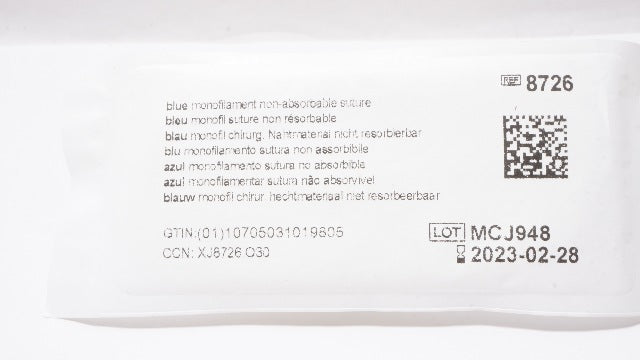 REF 8726
blue monofilament non-absorbable suture
bleu monofil suture non résorbable
blau monofil chirurg. Nahtmaterial nicht resorbierbar
blu monofilamento sutura non assorbibile
azul monofilamento sutura no absorbible
azul monofilamentar sutura não absorvível
blauw monofil chirur. hechtmateriaal niet resorbeerbaar
GTIN:(01)10705031019805
CCN: XJ8726.O30
LOT MCJ948
2023-02-28